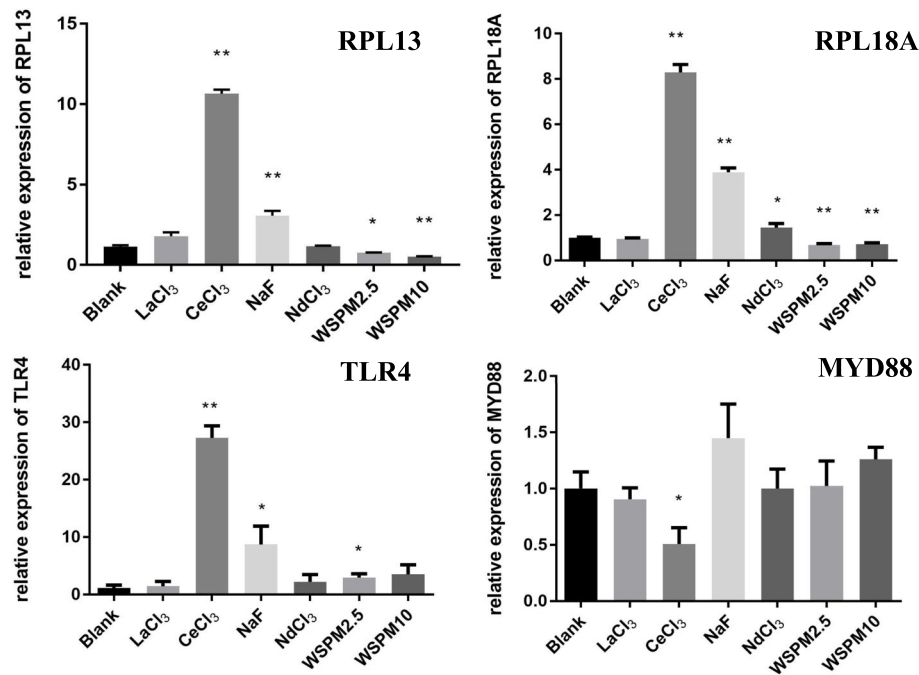 RPL13
relative expression of RPL13
15
10
5
0
**
**
*
**
Blank
LaCl₃
CeCl₃
NaF
NdCl₃
WSPM2.5
WSPM10
RPL18A
relative expression of RPL18A
10
8
6
4
2
0
**
**
*
**
**
Blank
LaCl₃
CeCl₃
NaF
NdCl₃
WSPM2.5
WSPM10
TLR4
relative expression of TLR4
40
30
20
10
0
**
*
*
Blank
LaCl₃
CeCl₃
NaF
NdCl₃
WSPM2.5
WSPM10
MYD88
relative expression of MYD88
2.0
1.5
1.0
0.5
0.0
*
Blank
LaCl₃
CeCl₃
NaF
NdCl₃
WSPM2.5
WSPM10